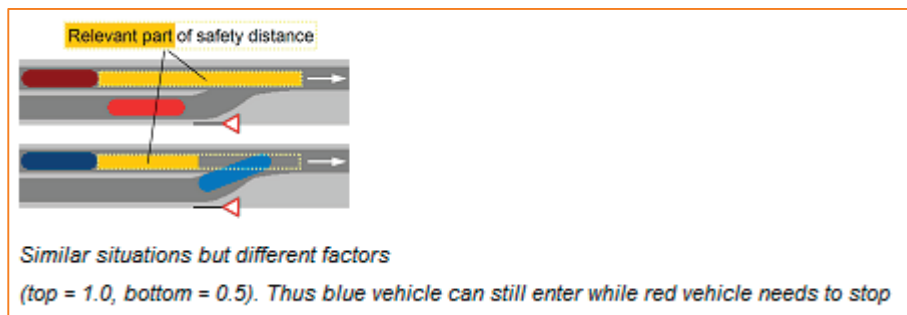 Relevant part of safety distance
Similar situations but different factors
(top = 1.0, bottom = 0.5). Thus blue vehicle can still enter while red vehicle needs to stop